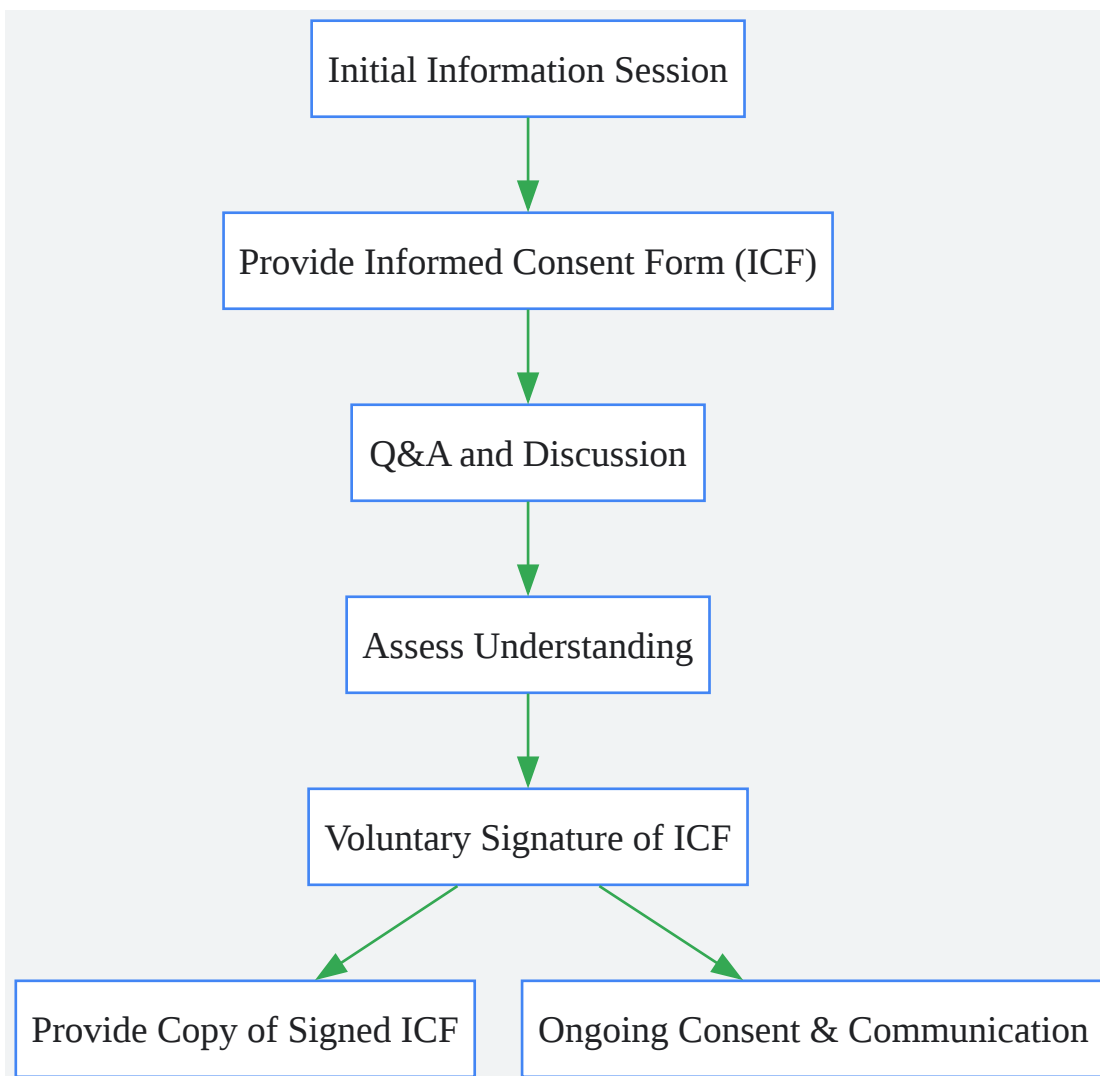 Initial Information Session
Provide Informed Consent Form (ICF)
Q&A and Discussion
Assess Understanding
Voluntary Signature of ICF
Provide Copy of Signed ICF
Ongoing Consent & Communication